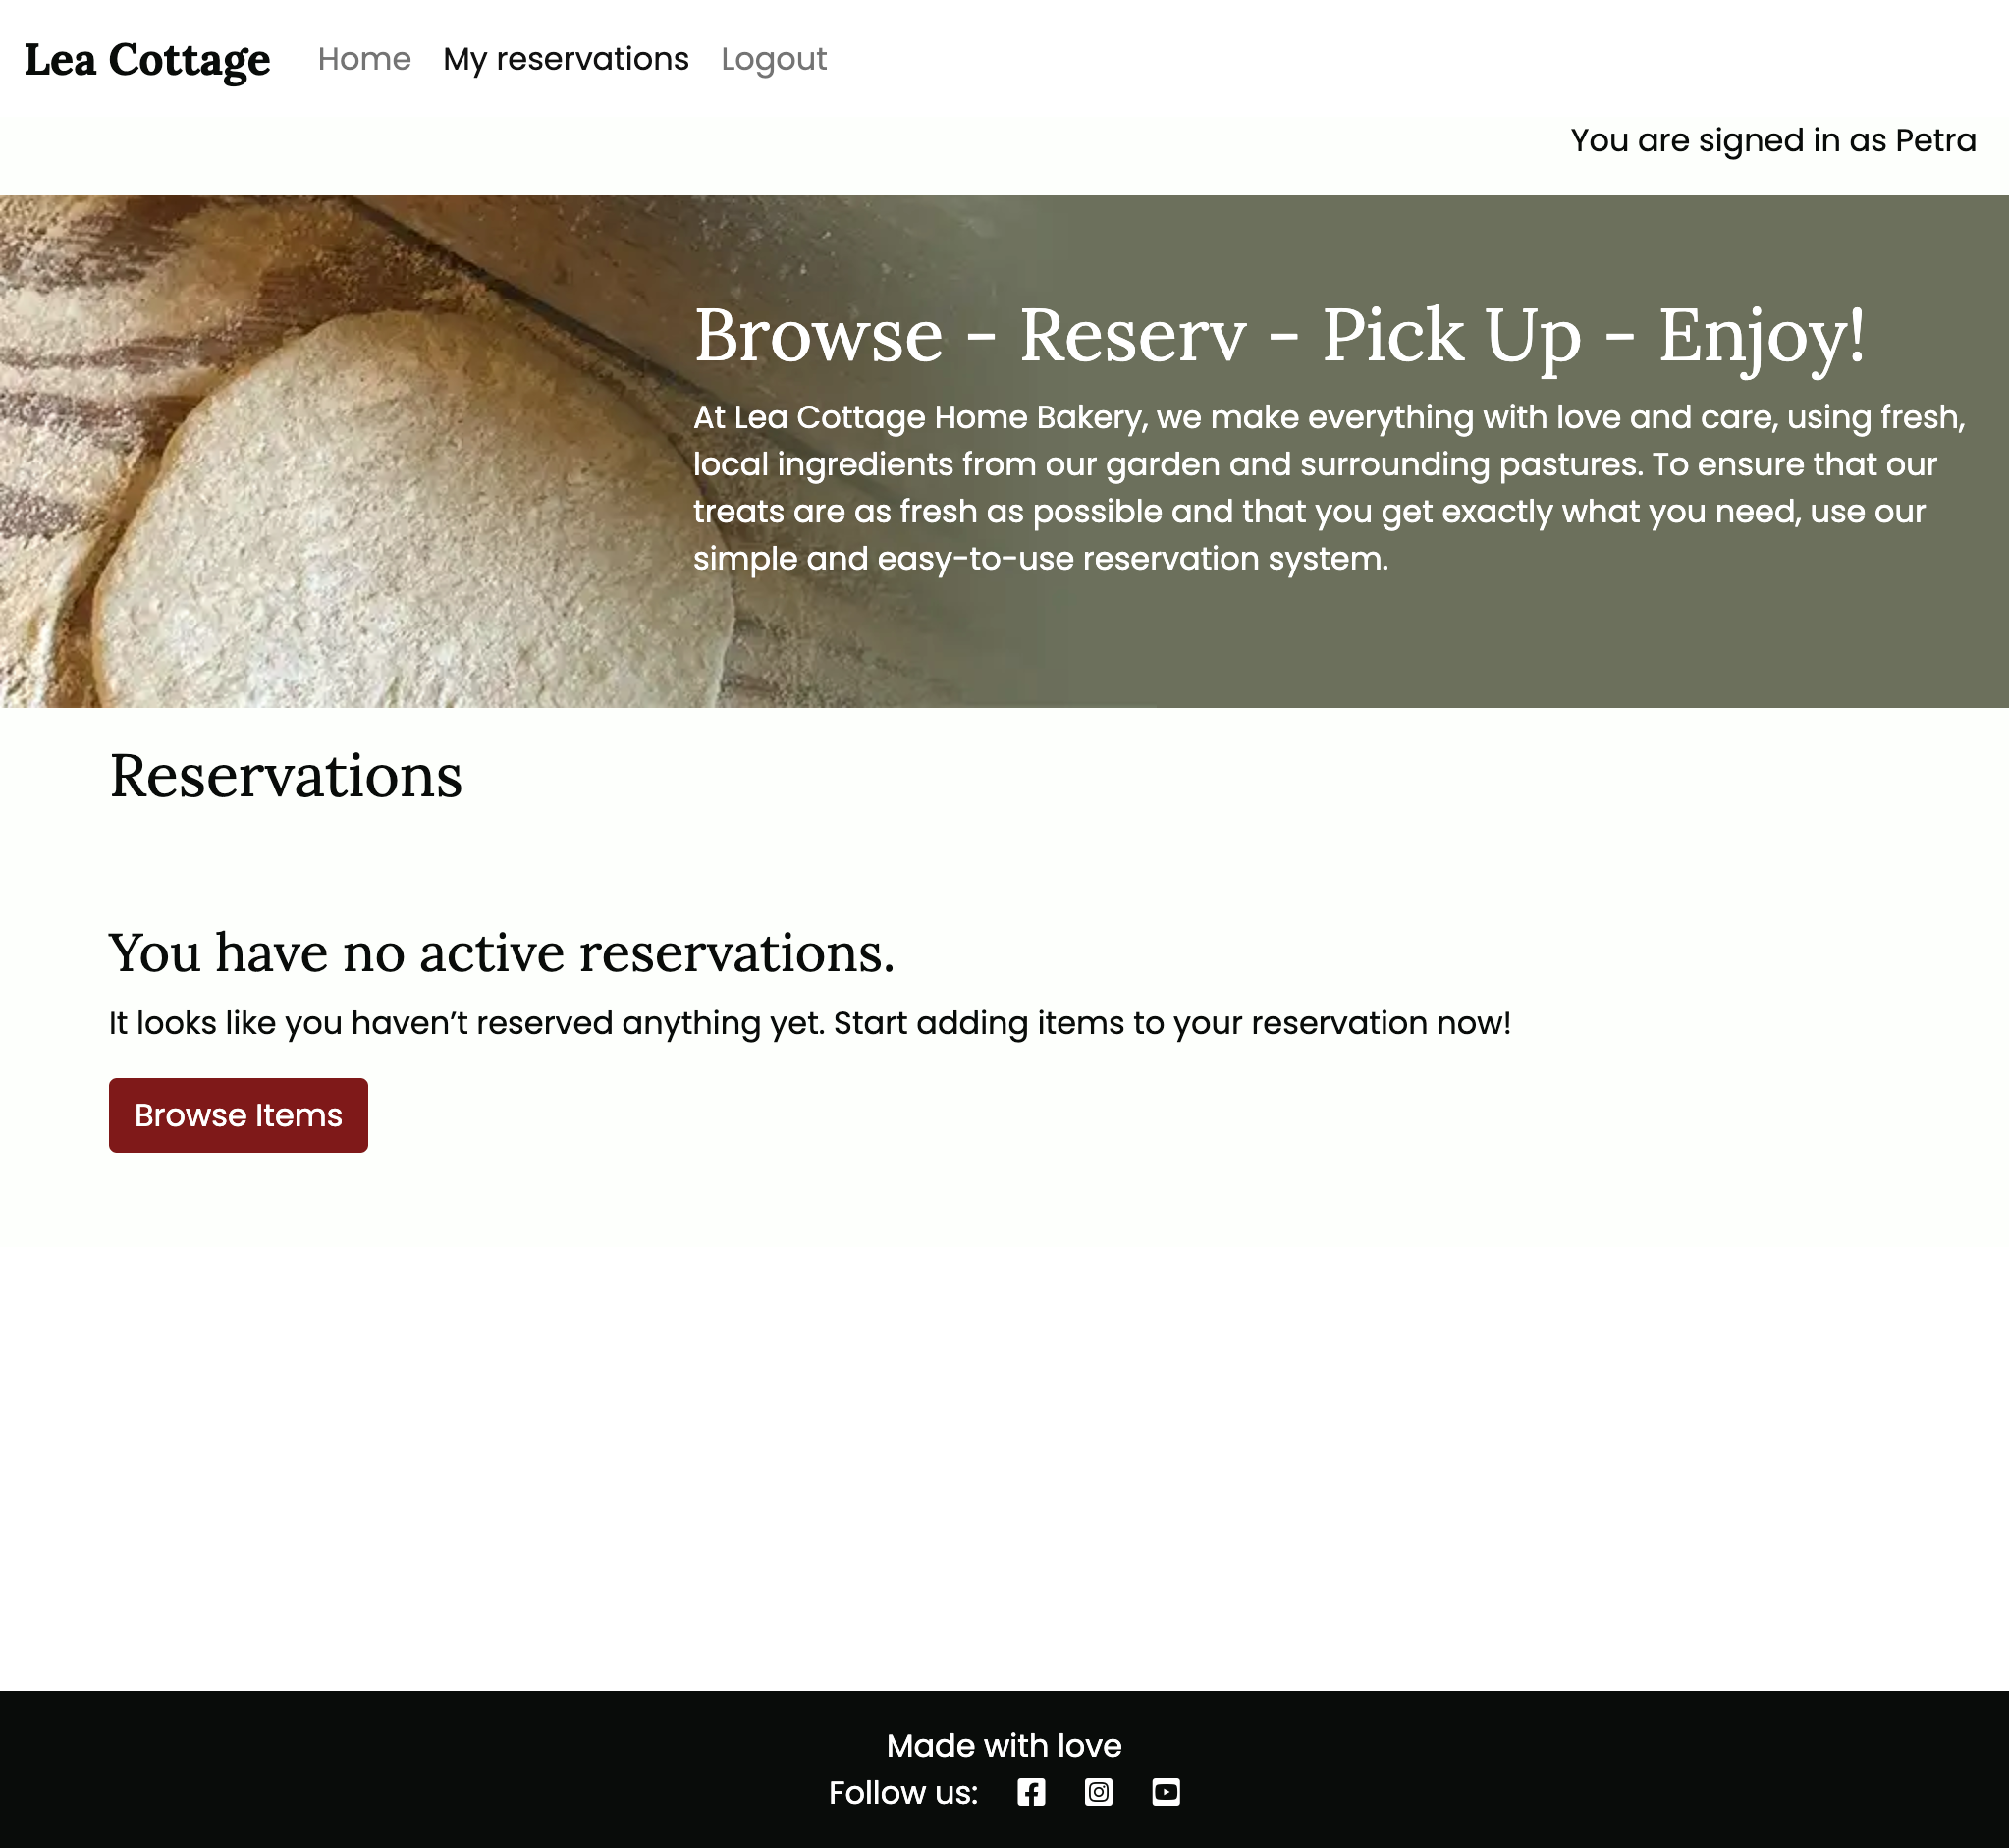 Lea Cottage Home My reservations Logout
You are signed in as Petra
Browse - Reserv - Pick Up - Enjoy!
At Lea Cottage Home Bakery, we make everything with love and care, using fresh,
local ingredients from our garden and surrounding pastures. To ensure that our
treats are as fresh as possible and that you get exactly what you need, use our
simple and easy-to-use reservation system.
Reservations
You have no active reservations.
It looks like you haven’t reserved anything yet. Start adding items to your reservation now!
Browse Items
Made with love
Follow us: